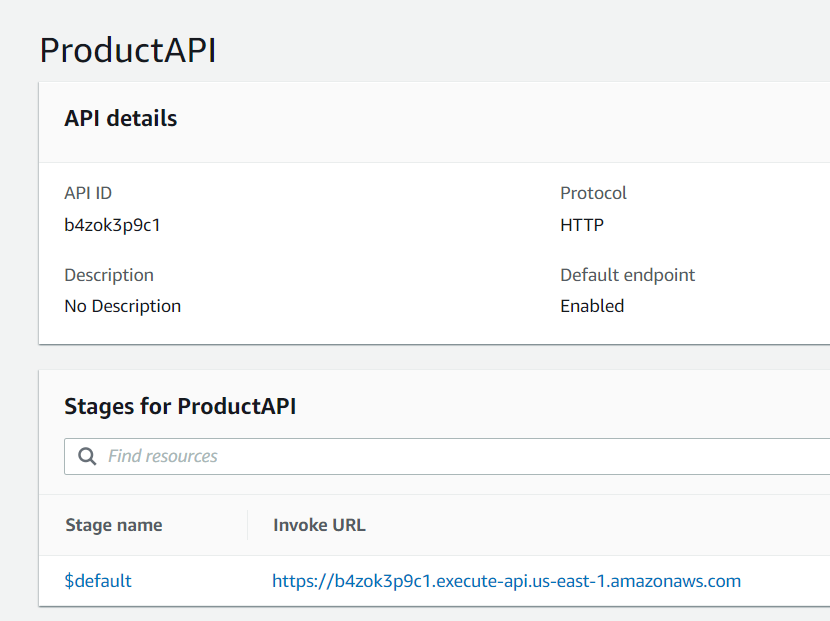 ProductAPI
API details
API ID
b4zok3p9c1
Protocol
HTTP
Description
No Description
Default endpoint
Enabled
Stages for ProductAPI
Find resources
Stage name
Invoke URL
$default
https://b4zok3p9c1.execute-api.us-east-1.amazonaws.com